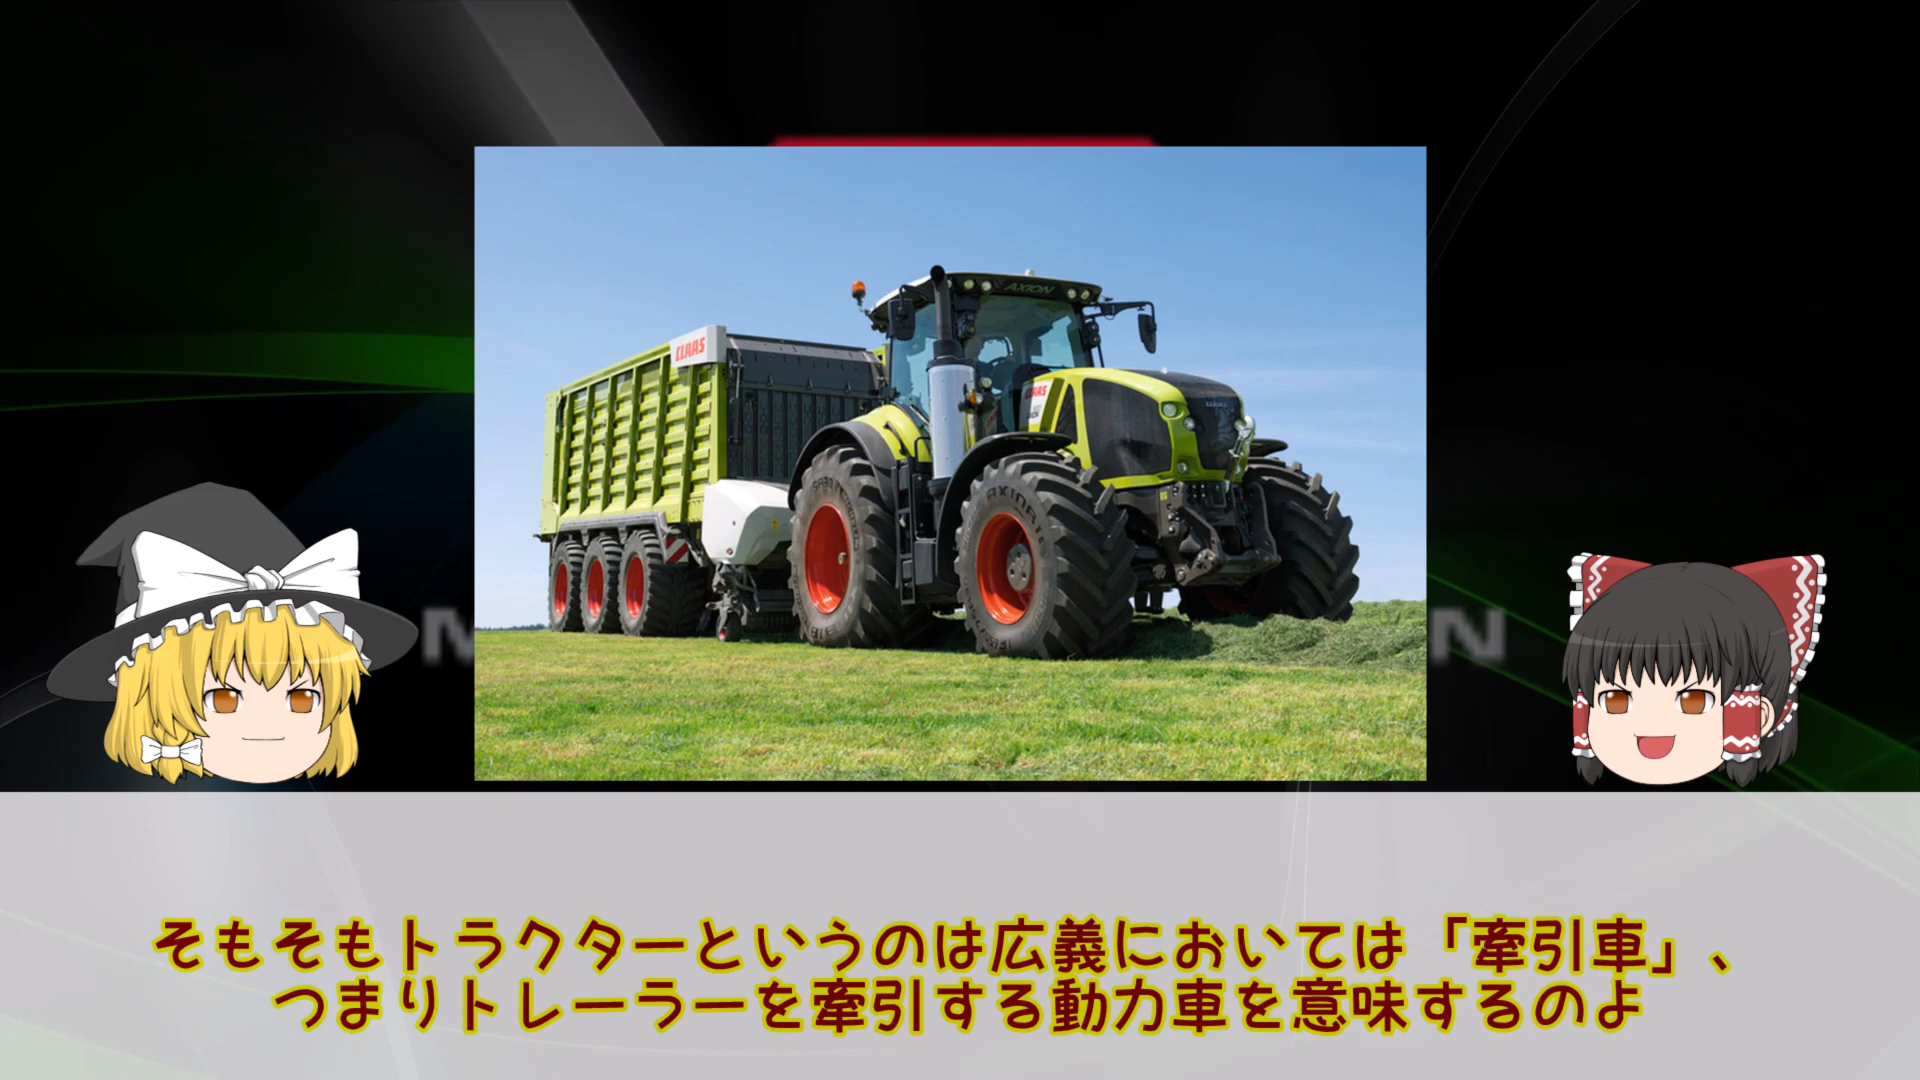 AXION
CLAAS
CLAAS
CLAAS
N
そもそもトラクターというのは広義においては「牽引車」、
つまりトレーラーを牽引する動力車を意味するのよ